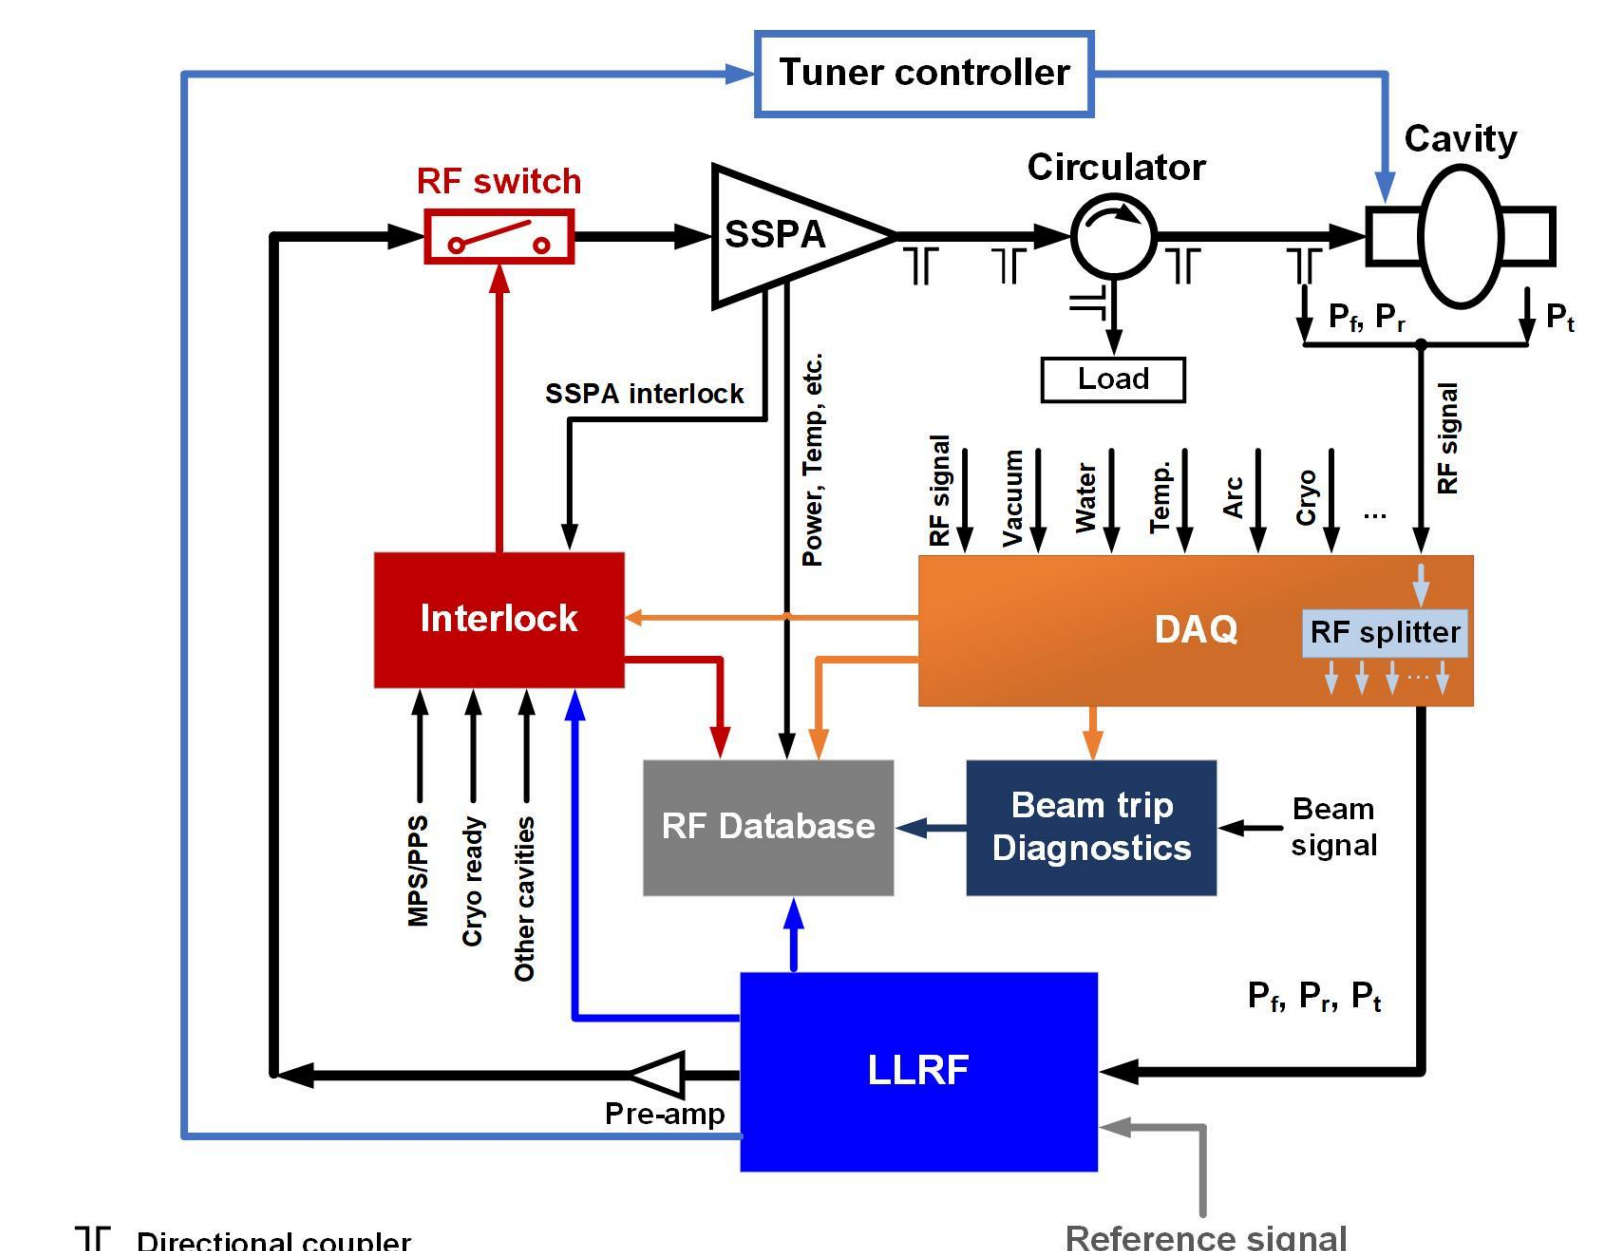 Tuner controller
Cavity
Circulator
RF switch
SSPA
Pf, Pr
Pt
Load
SSPA interlock
Power, Temp, etc.
RF signal
RF signal
Vacuum
Water
Temp.
Arc
Cryo
...
Interlock
DAQ
RF splitter
...
RF Database
Beam trip
Diagnostics
Beam
signal
MPS/PPS
Cryo ready
Other cavities
Pf, Pr, Pt
LLRF
Pre-amp
Directional coupler
Reference signal